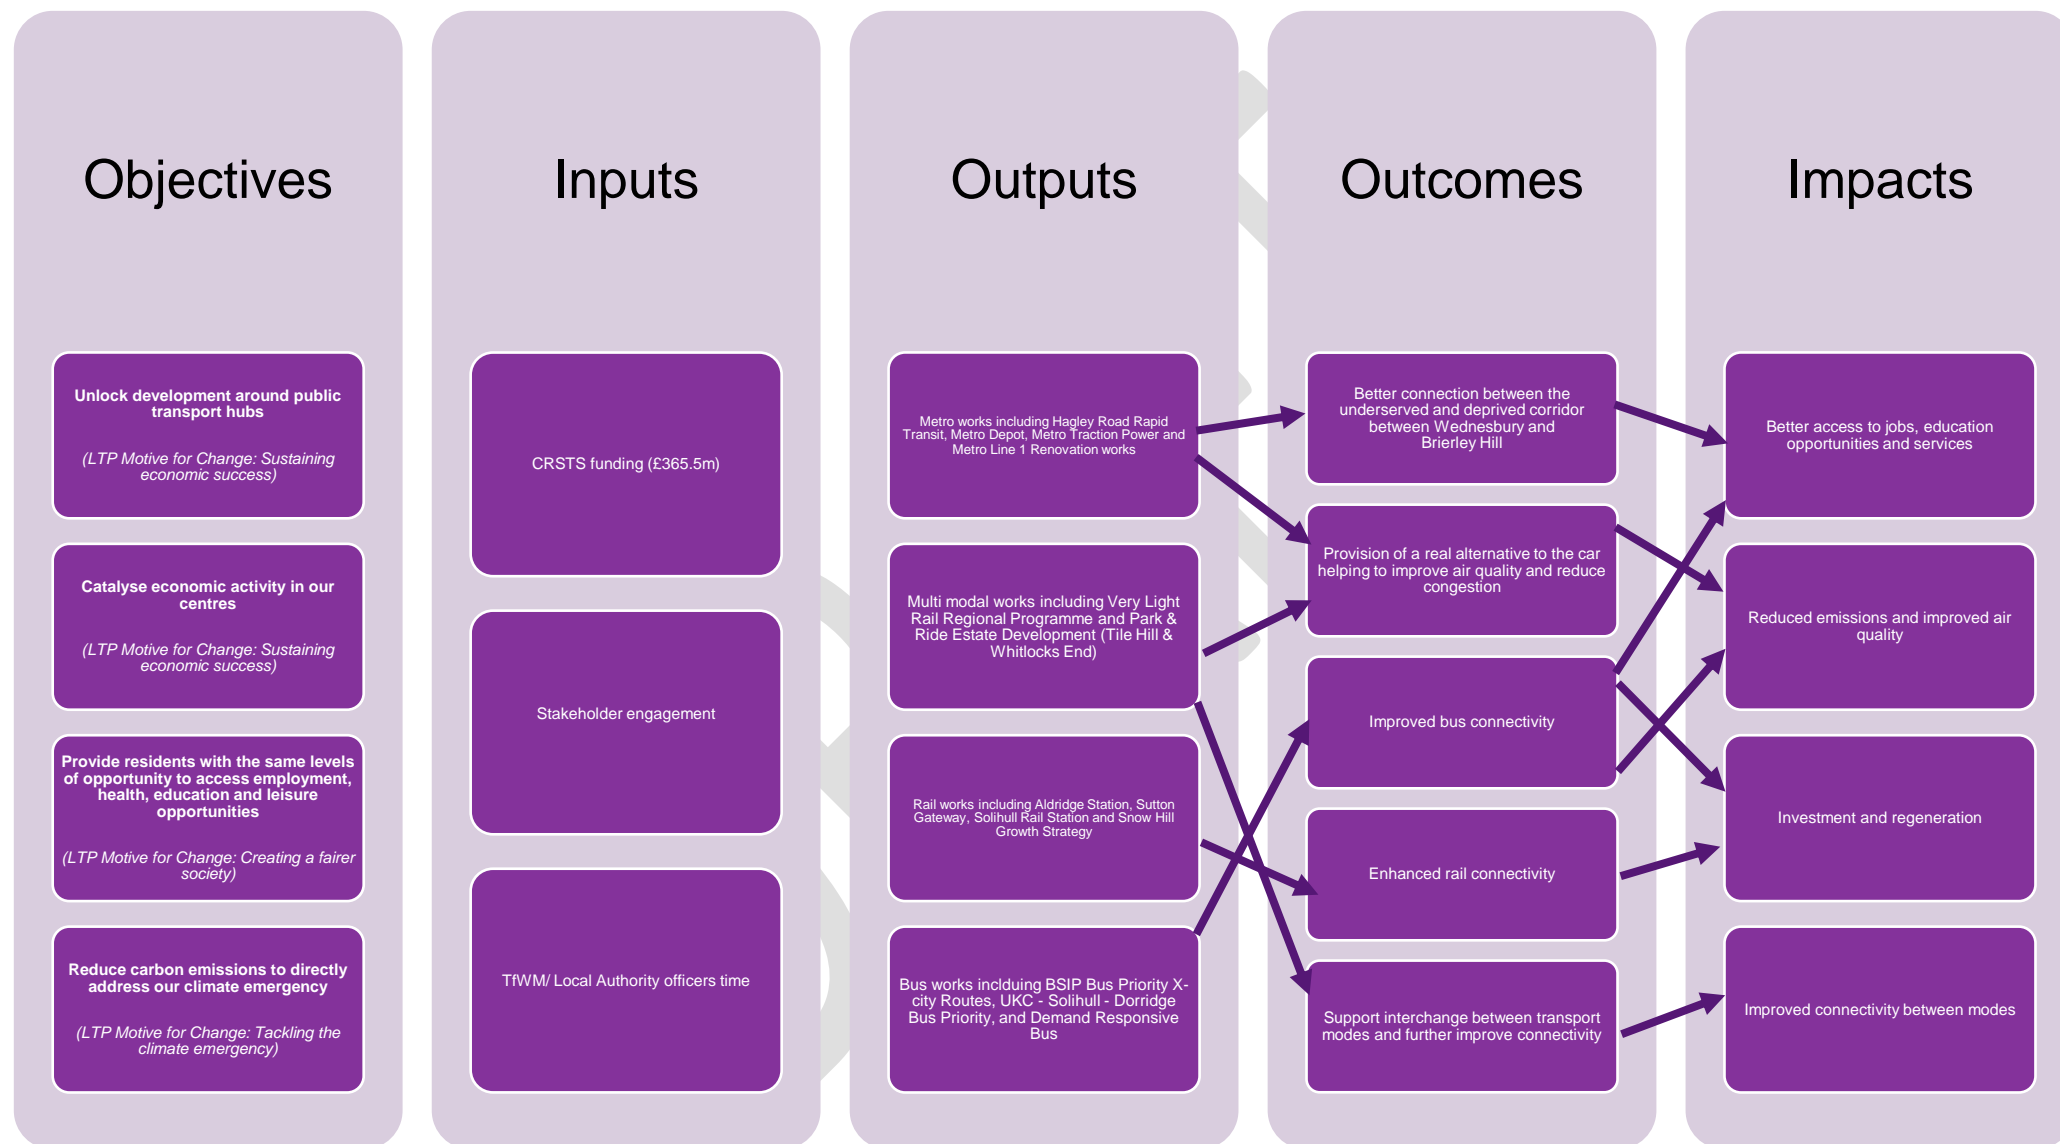 Objectives
Unlock development around public
transport hubs
(LTP Motive for Change: Sustaining
economic success)
Catalyse economic activity in our
centres
(LTP Motive for Change: Sustaining
economic success)
Provide residents with the same levels
of opportunity to access employment,
health, education and leisure
opportunities
(LTP Motive for Change: Creating a fairer
society)
Reduce carbon emissions to directly
address our climate emergency
(LTP Motive for Change: Tackling the
climate emergency)
Inputs
CRSTS funding (£365.5m)
Stakeholder engagement
TfWM/ Local Authority officers time
Outputs
Metro works including Hagley Road Rapid
Transit, Metro Depot, Metro Traction Power and
Metro Line 1 Renovation works
Multi modal works including Very Light
Rail Regional Programme and Park &
Ride Estate Development (Tile Hill &
Whitlocks End)
Rail works including Aldridge Station, Sutton
Gateway, Solihull Rail Station and Snow Hill
Growth Strategy
Bus works inclduing BSIP Bus Priority X-
city Routes, UKC - Solihull - Dorridge
Bus Priority, and Demand Responsive
Bus
Outcomes
Better connection between the
underserved and deprived corridor
between Wednesbury and
Brierley Hill
Provision of a real alternative to the car
helping to improve air quality and reduce
congestion
Improved bus connectivity
Enhanced rail connectivity
Support interchange between transport
modes and further improve connectivity
Impacts
Better access to jobs, education
opportunities and services
Reduced emissions and improved air
quality
Investment and regeneration
Improved connectivity between modes